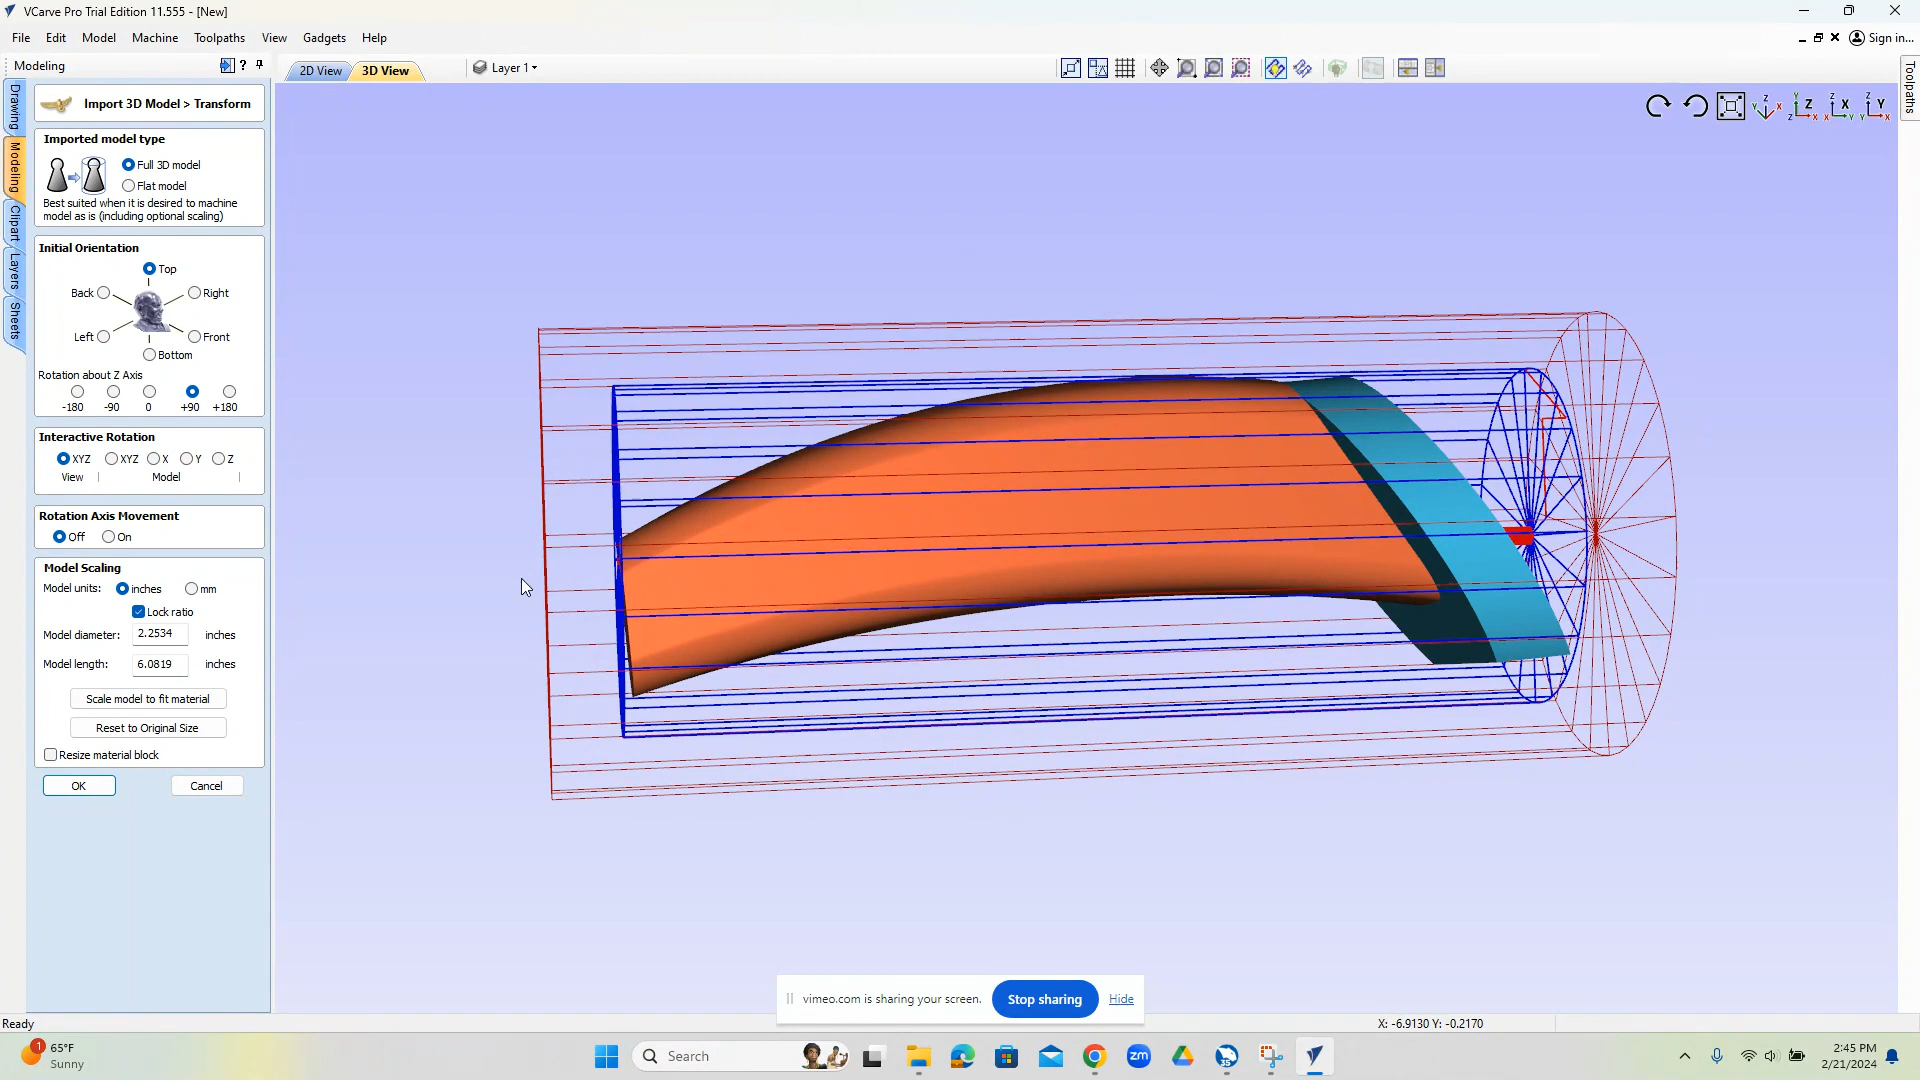 VCarve Pro Trial Edition 11.555 - [New]
File Edit Model Machine Toolpaths View Gadgets Help
Sign in...
Modeling
2D View 3D View Layer 1
Toolpaths
Drawing
Modeling
Clipart
Layers
Sheets
Import 3D Model > Transform
Imported model type
Full 3D model
Flat model
Best suited when it is desired to machine
model as is (including optional scaling)
Initial Orientation
Top
Back Right
Left Front
Bottom
Rotation about Z Axis
-180 -90 0 +90 +180
Interactive Rotation
XYZ XYZ X Y Z
View Model
Rotation Axis Movement
Off On
Model Scaling
Model units: inches mm
Lock ratio
Model diameter: 2.2534 inches
Model length: 6.0819 inches
Scale model to fit material
Reset to Original Size
Resize material block
OK Cancel
vimeo.com is sharing your screen. Stop sharing Hide
Ready
X: -6.9130 Y: -0.2170
1
65°F
Sunny
Search
zm
2:45 PM
2/21/2024